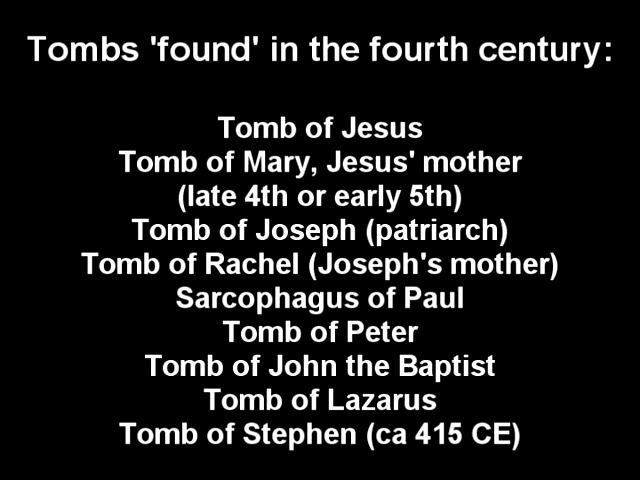 Tombs 'found' in the fourth century:
Tomb of Jesus
Tomb of Mary, Jesus' mother
(late 4th or early 5th)
Tomb of Joseph (patriarch)
Tomb of Rachel (Joseph's mother)
Sarcophagus of Paul
Tomb of Peter
Tomb of John the Baptist
Tomb of Lazarus
Tomb of Stephen (ca 415 CE)